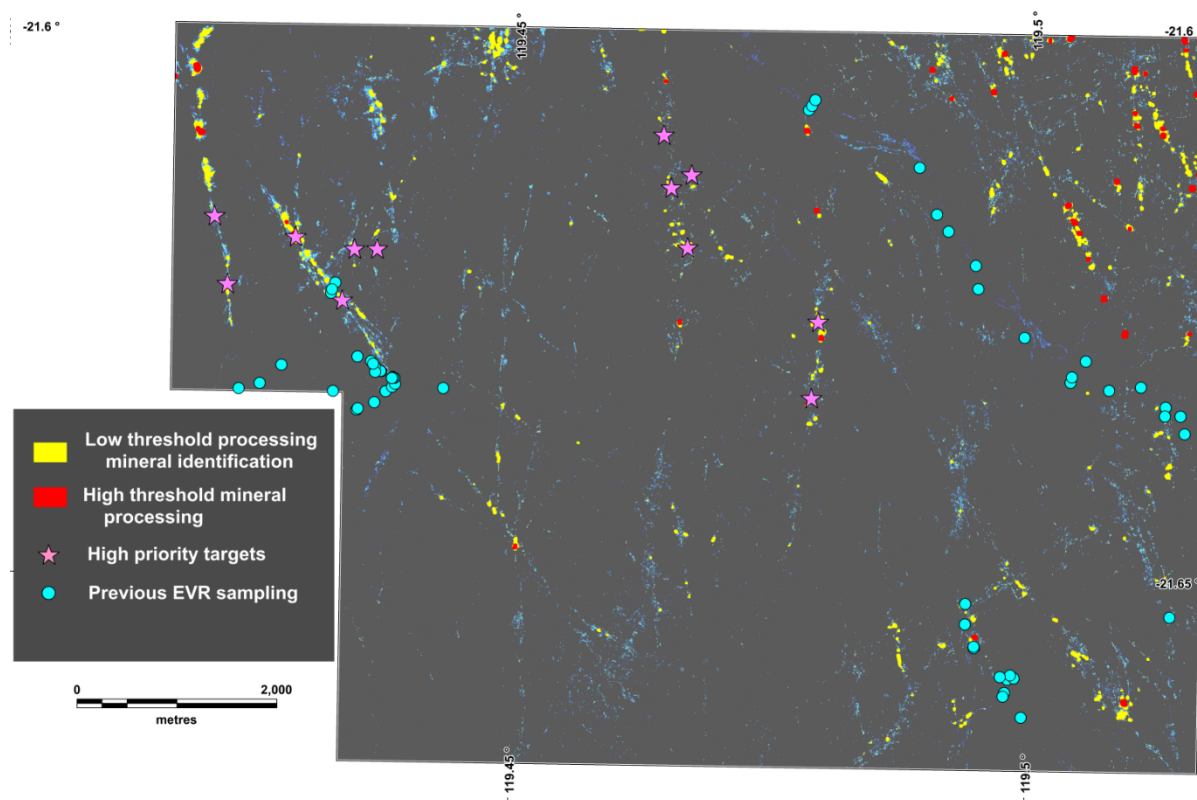 -21.6 °
119.45 °
119.5 °
-21.6
Low threshold processing
mineral identification
High threshold mineral
processing
High priority targets
Previous EVR sampling
-21.65 °
0 2,000
metres
119.45 °
119.5 °